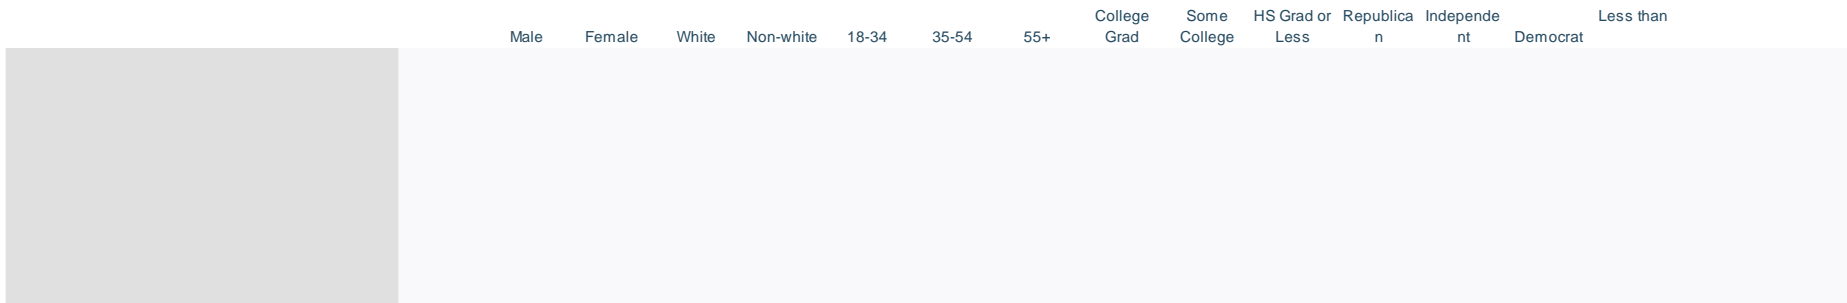 College Some HS Grad or Republica Independe Less than
Male Female White Non-white 18-34 35-54 55+ Grad College Less n nt Democrat